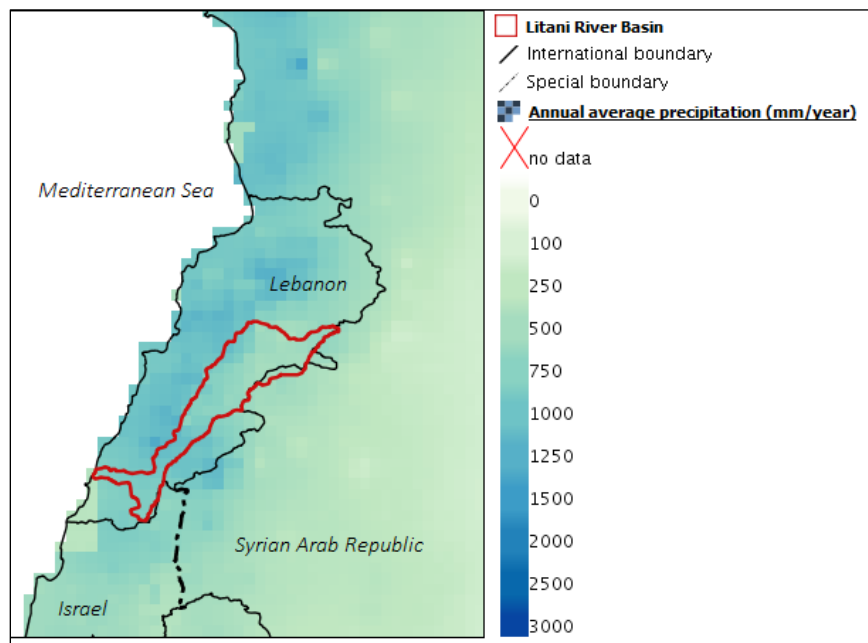 Mediterranean Sea
Lebanon
Syrian Arab Republic
Israel
Litani River Basin
International boundary
Special boundary
Annual average precipitation (mm/year)
no data
0
100
250
500
750
1000
1250
1500
2000
2500
3000